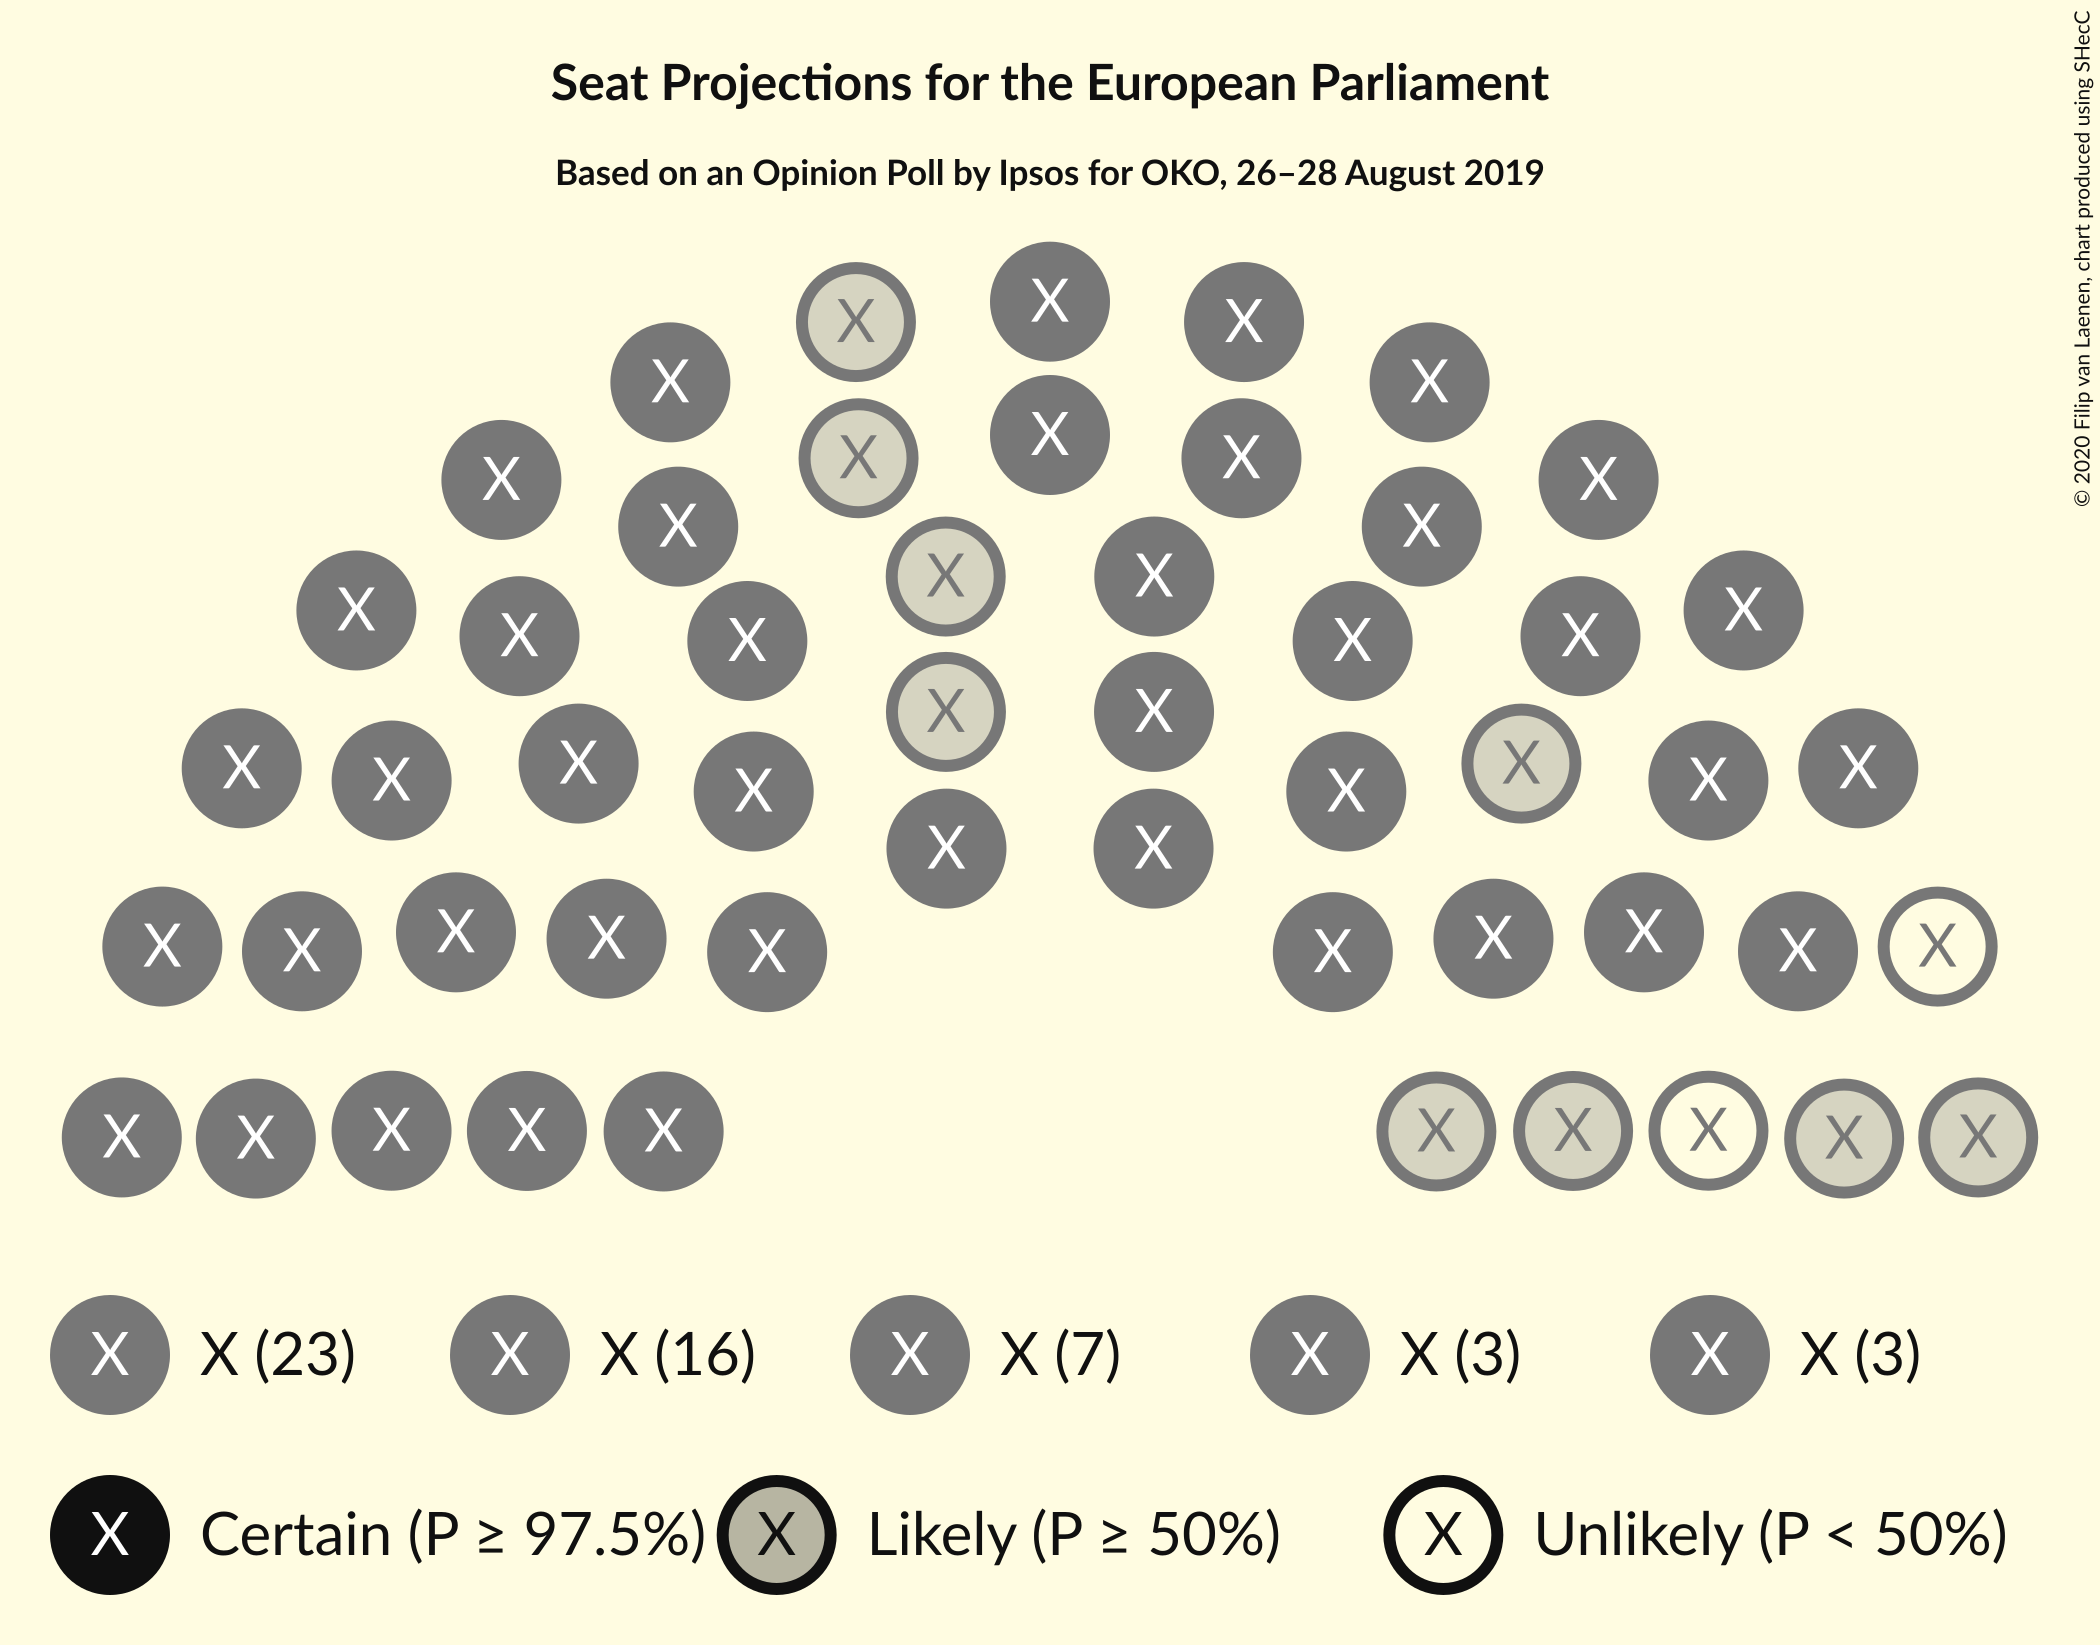 Seat Projections for the European Parliament
Based on an Opinion Poll by Ipsos for OKO, 26–28 August 2019
© 2020 Filip van Laenen, chart produced using SHecC
X
X X
X X
X
X X
X X
X X
X X
X X
X X
X X X
X X
X X
X X
X X
X X
X X
X X
X X
X X
X X
X X
X X
X X
X X X X X X X X X X
X (23) X (16) X (7) X (3) X (3)
X X X X X
X Certain (P ≥ 97.5%) X Likely (P ≥ 50%) X Unlikely (P < 50%)